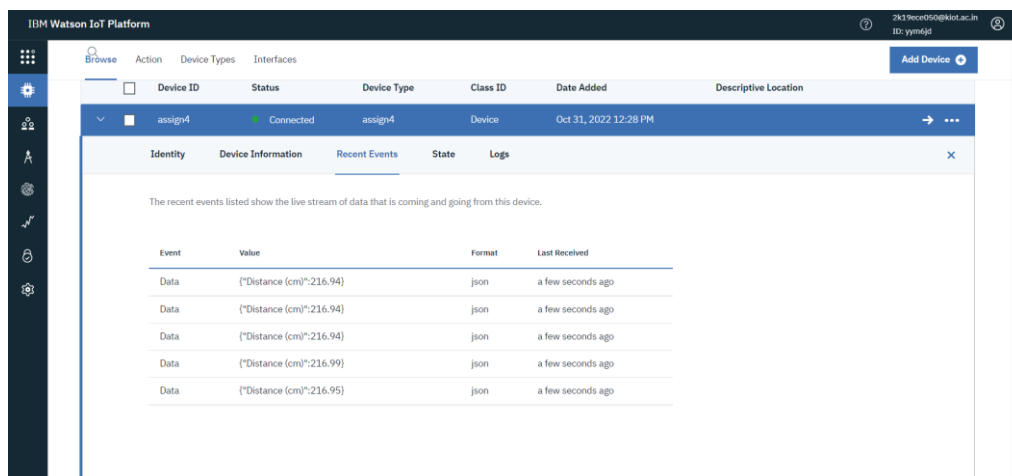 IBM Watson IoT Platform
2k19ece050@kiot.ac.in
ID: yym6jd
Browse Action Device Types Interfaces
Add Device
Device ID Status Device Type Class ID Date Added Descriptive Location
assign4 Connected assign4 Device Oct 31, 2022 12:28 PM
Identity Device Information Recent Events State Logs
The recent events listed show the live stream of data that is coming and going from this device.
Event Value Format Last Received
Data {"Distance (cm)":216.94} json a few seconds ago
Data {"Distance (cm)":216.94} json a few seconds ago
Data {"Distance (cm)":216.94} json a few seconds ago
Data {"Distance (cm)":216.99} json a few seconds ago
Data {"Distance (cm)":216.95} json a few seconds ago